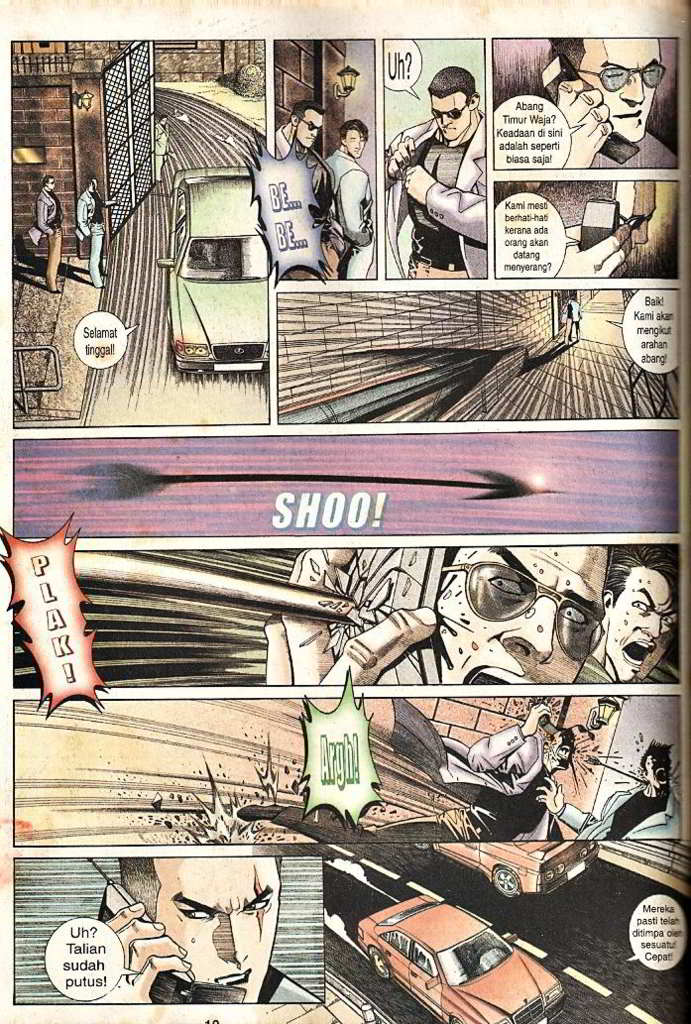 Selamat
tinggal!
BE...
BE...
Uh?
Abang
Timur Waja?
Keadaan di sini
adalah seperti
biasa saja!
Kami mesti
berhati-hati
kerana ada
orang akan
datang
menyerang?
Baik!
Kami akan
mengikut
arahan
abang!
SHOO!
PLAK!
Argh!
Uh?
Talian
sudah
putus!
Mereka
pasti telah
ditimpa oleh
sesuatu!
Cepat!